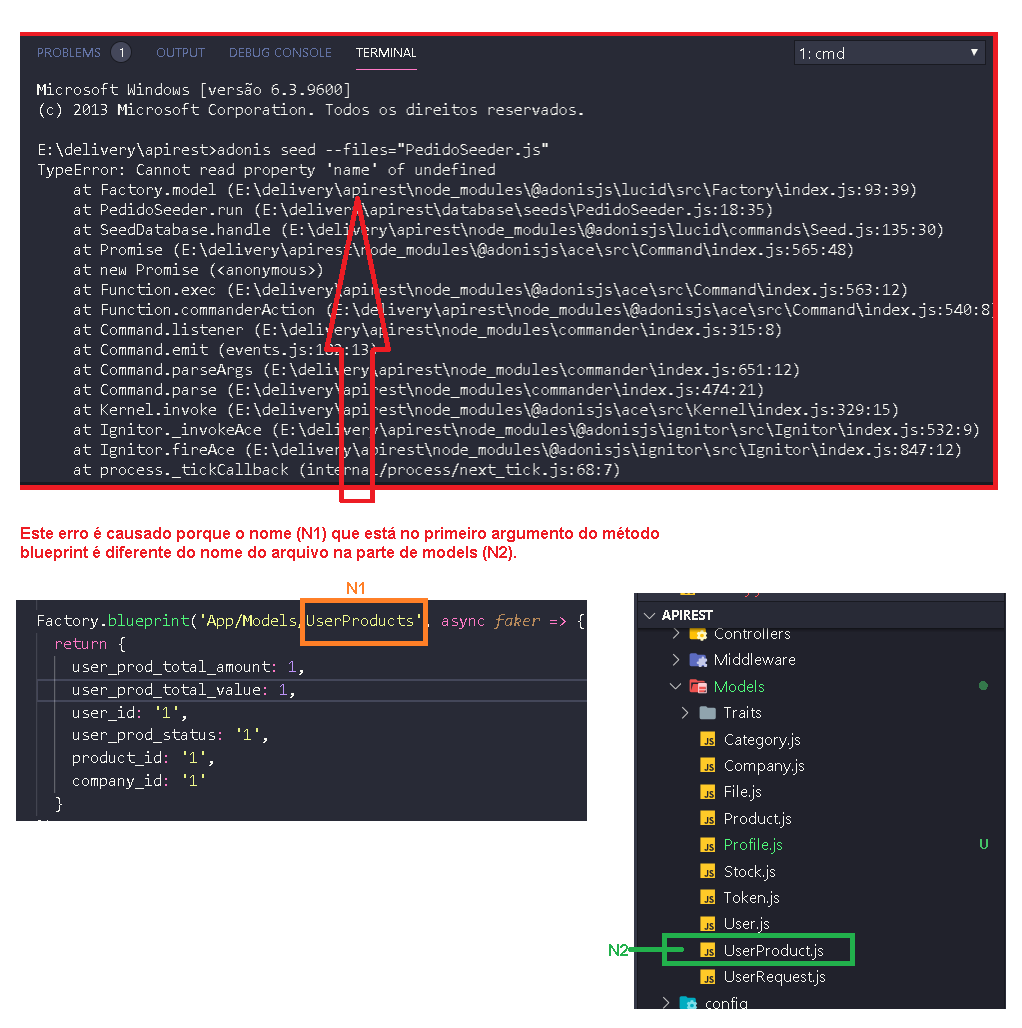 PROBLEMS 1 OUTPUT DEBUG CONSOLE TERMINAL 1: cmd
Microsoft Windows [versão 6.3.9600]
(c) 2013 Microsoft Corporation. Todos os direitos reservados.
E:\delivery\apirest>adonis seed --files="PedidoSeeder.js"
TypeError: Cannot read property 'name' of undefined
at Factory.model (E:\delivery\apirest\node_modules\@adonisjs\lucid\src\Factory\index.js:93:39)
at PedidoSeeder.run (E:\delivery\apirest\database\seeds\PedidoSeeder.js:18:35)
at SeedDatabase.handle (E:\delivery\apirest\node_modules\@adonisjs\lucid\commands\Seed.js:135:30)
at Promise (E:\delivery\apirest\node_modules\@adonisjs\ace\src\Command\index.js:565:48)
at new Promise (<anonymous>)
at Function.exec (E:\delivery\apirest\node_modules\@adonisjs\ace\src\Command\index.js:563:12)
at Function.commanderAction (E:\delivery\apirest\node_modules\@adonisjs\ace\src\Command\index.js:540:8)
at Command.listener (E:\delivery\apirest\node_modules\commander\index.js:315:8)
at Command.emit (events.js:182:13)
at Command.parseArgs (E:\delivery\apirest\node_modules\commander\index.js:651:12)
at Command.parse (E:\delivery\apirest\node_modules\commander\index.js:474:21)
at Kernel.invoke (E:\delivery\apirest\node_modules\@adonisjs\ace\src\Kernel\index.js:329:15)
at Ignitor._invokeAce (E:\delivery\apirest\node_modules\@adonisjs\ignitor\src\Ignitor\index.js:532:9)
at Ignitor.fireAce (E:\delivery\apirest\node_modules\@adonisjs\ignitor\src\Ignitor\index.js:847:12)
at process._tickCallback (internal/process/next_tick.js:68:7)
Este erro é causado porque o nome (N1) que está no primeiro argumento do método
blueprint é diferente do nome do arquivo na parte de models (N2).
N1
Factory.blueprint('App/Models/UserProducts', async faker => {
return {
user_prod_total_amount: 1,
user_prod_total_value: 1,
user_id: '1',
user_prod_status: '1',
product_id: '1',
company_id: '1'
}
APIREST
Controllers
Middleware
Models
Traits
JS Category.js
JS Company.js
JS File.js
JS Product.js
JS Profile.js U
JS Stock.js
JS Token.js
JS User.js
N2 JS UserProduct.js
JS UserRequest.js
config